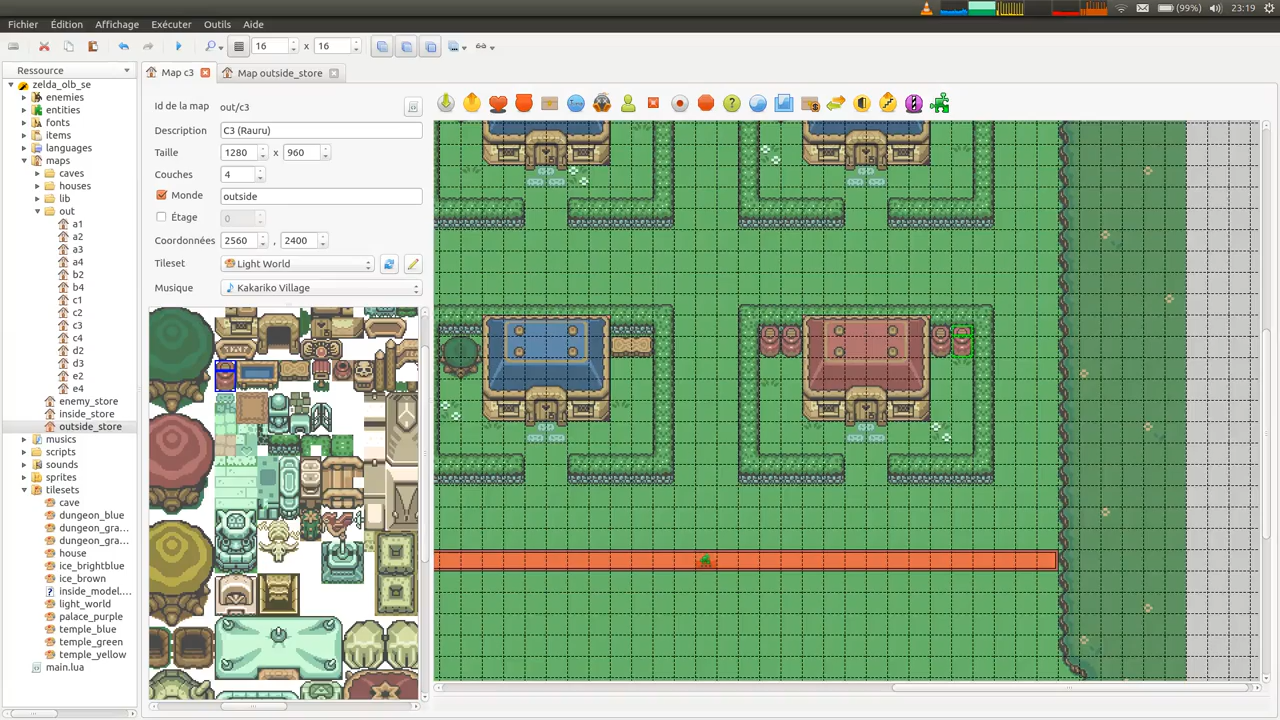 (99%) 23:19
Fichier Édition Affichage Exécuter Outils Aide
16 x 16
Ressource
zelda_olb_se
enemies
entities
fonts
items
languages
maps
caves
houses
lib
out
a1
a2
a3
a4
b2
b4
c1
c2
c3
c4
d2
d3
e2
e4
enemy_store
inside_store
outside_store
musics
scripts
sounds
sprites
tilesets
cave
dungeon_blue
dungeon_gra...
dungeon_gra...
house
ice_brightblue
ice_brown
inside_model....
light_world
palace_purple
temple_blue
temple_green
temple_yellow
main.lua
Map c3 Map outside_store
Id de la map out/c3
Description C3 (Rauru)
Taille 1280 x 960
Couches 4
Monde outside
Étage 0
Coordonnées 2560 , 2400
Tileset Light World
Musique Kakariko Village